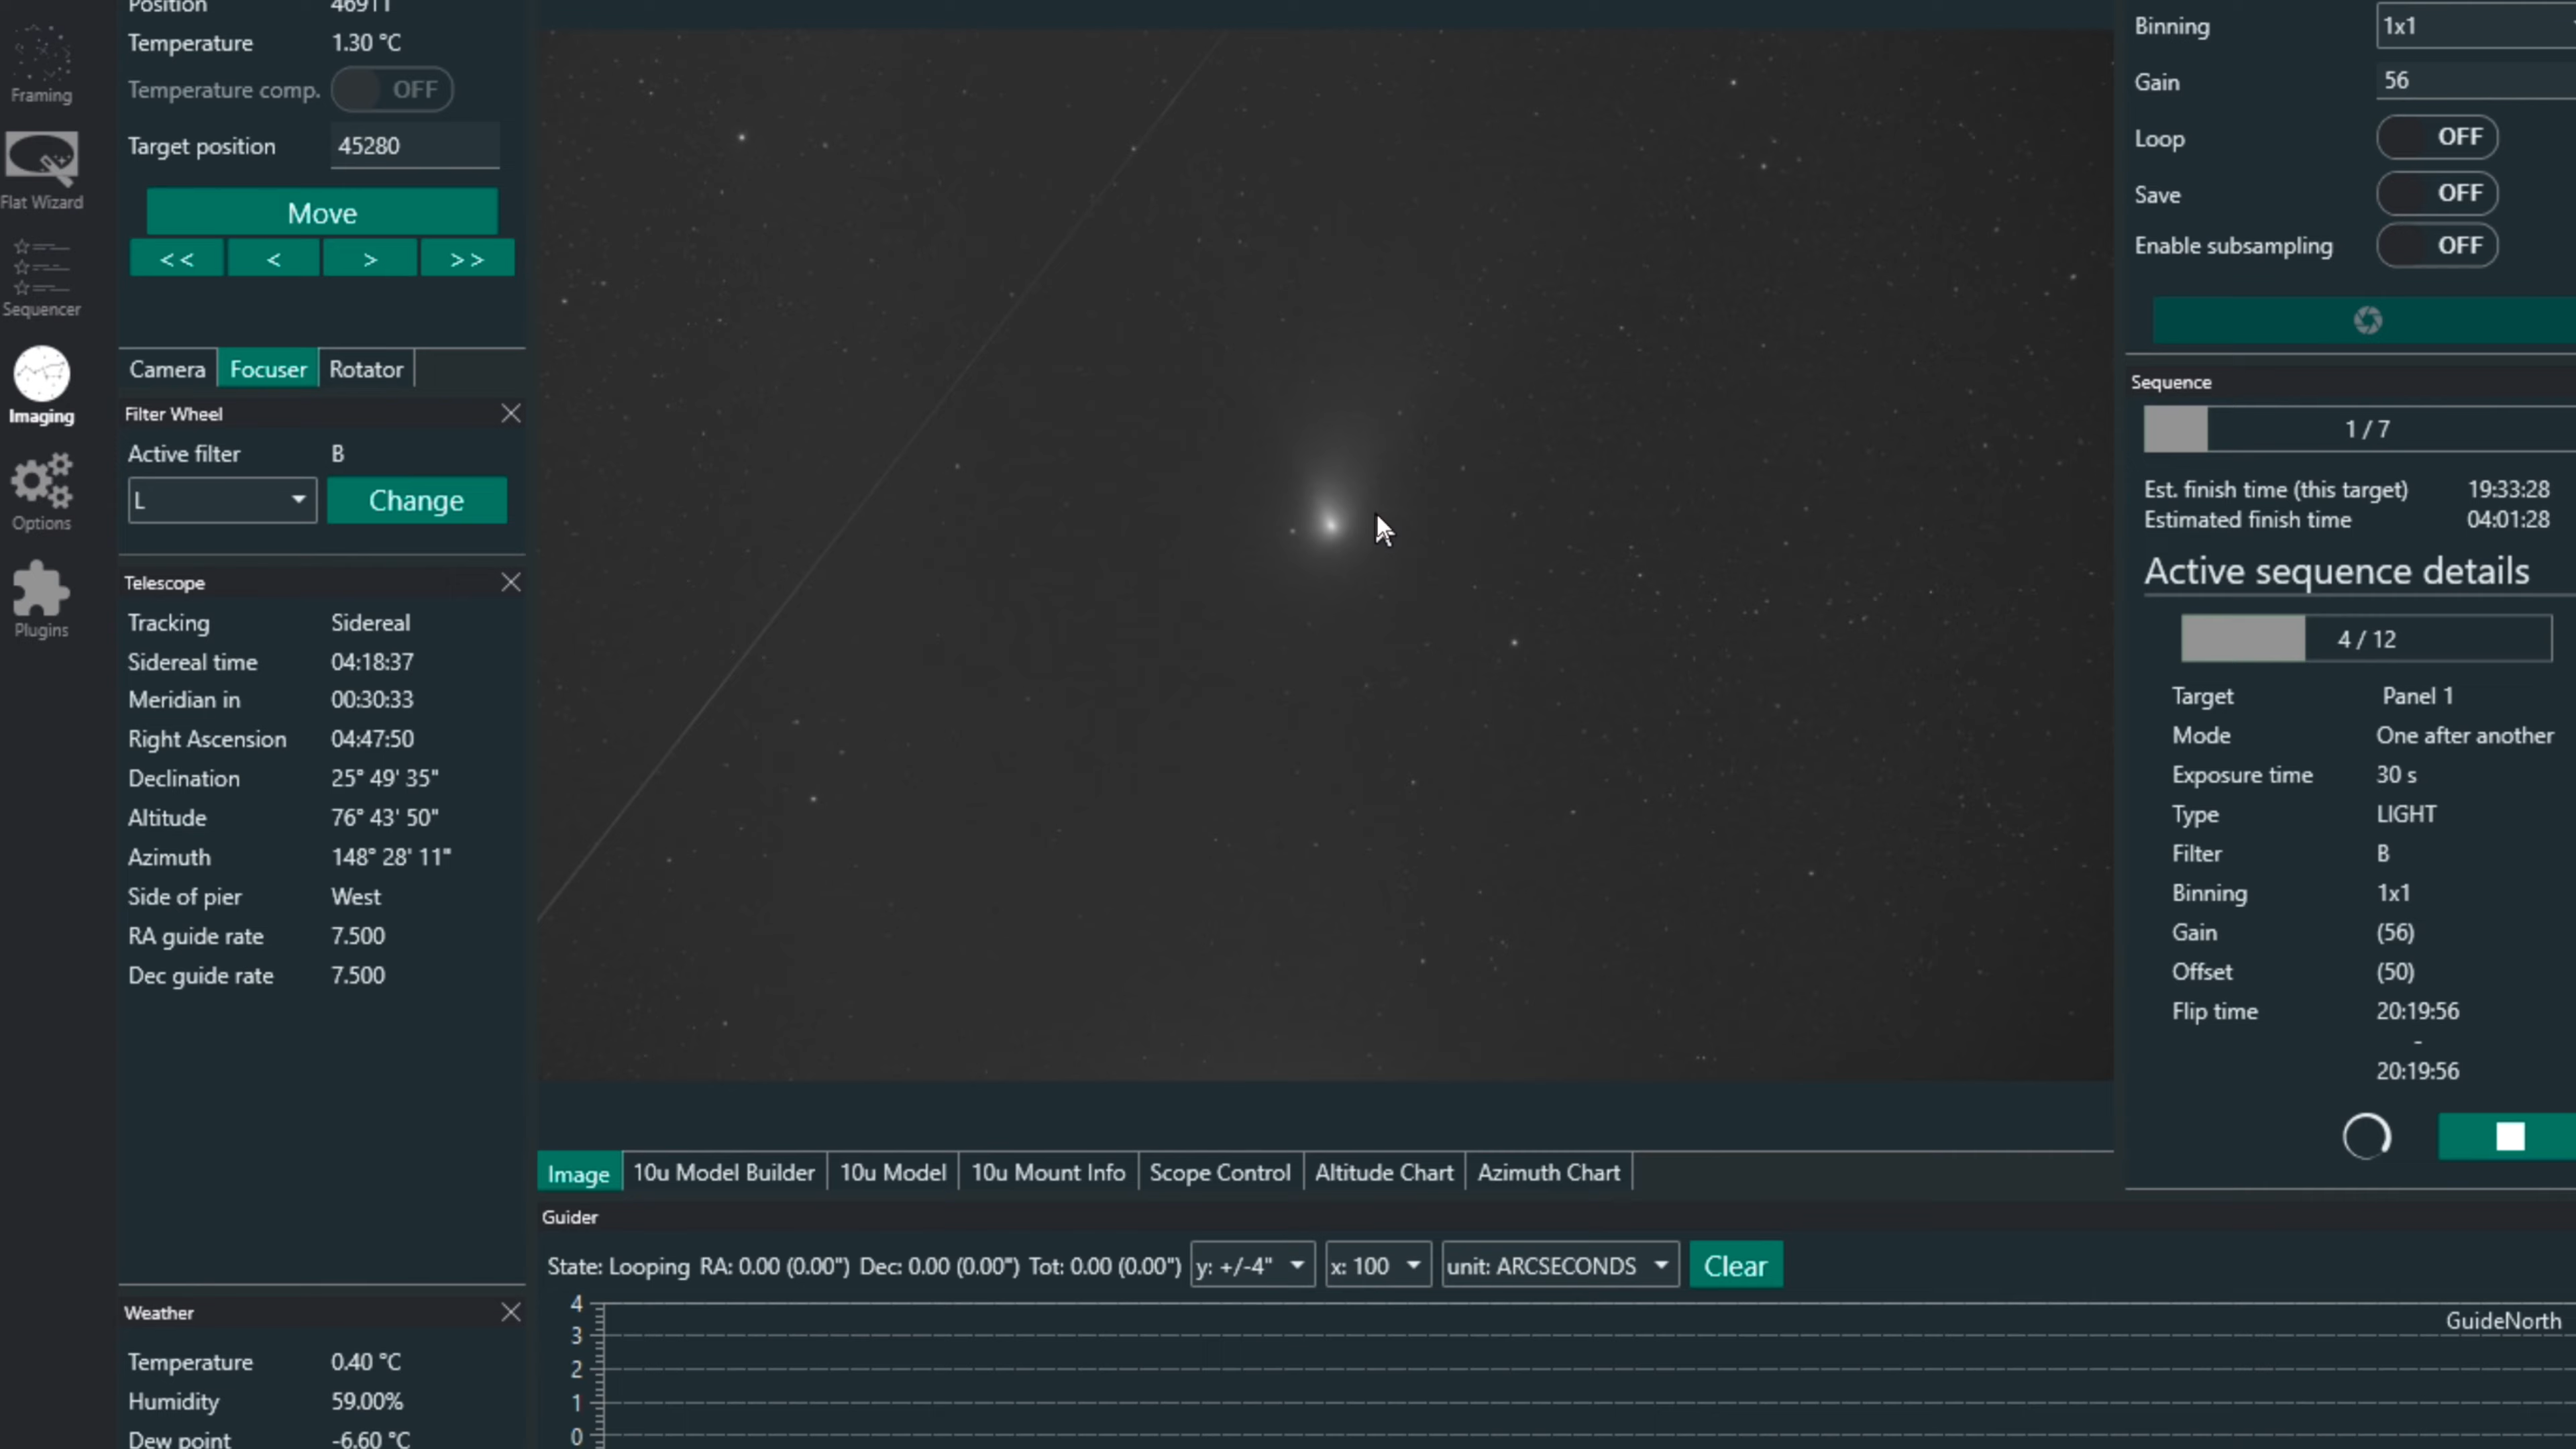 Position 46911
Temperature 1.30 °C
Temperature comp. OFF
Target position 45280
Move
<< < > >>
Camera Focuser Rotator
Filter Wheel
Active filter B
L Change
Telescope
Tracking Sidereal
Sidereal time 04:18:37
Meridian in 00:30:33
Right Ascension 04:47:50
Declination 25° 49' 35"
Altitude 76° 43' 50"
Azimuth 148° 28' 11"
Side of pier West
RA guide rate 7.500
Dec guide rate 7.500
Weather
Temperature 0.40 °C
Humidity 59.00%
Dew point -6.60 °C
Framing
Flat Wizard
Sequencer
Imaging
Options
Plugins
Image 10u Model Builder 10u Model 10u Mount Info Scope Control Altitude Chart Azimuth Chart
Guider
State: Looping RA: 0.00 (0.00") Dec: 0.00 (0.00") Tot: 0.00 (0.00") y: +/-4" x: 100 unit: ARCSECONDS Clear
4
3
2
1
0
GuideNorth
Binning 1x1
Gain 56
Loop OFF
Save OFF
Enable subsampling OFF
Sequence
1 / 7
Est. finish time (this target) 19:33:28
Estimated finish time 04:01:28
Active sequence details
4 / 12
Target Panel 1
Mode One after another
Exposure time 30 s
Type LIGHT
Filter B
Binning 1x1
Gain (56)
Offset (50)
Flip time 20:19:56
-
20:19:56